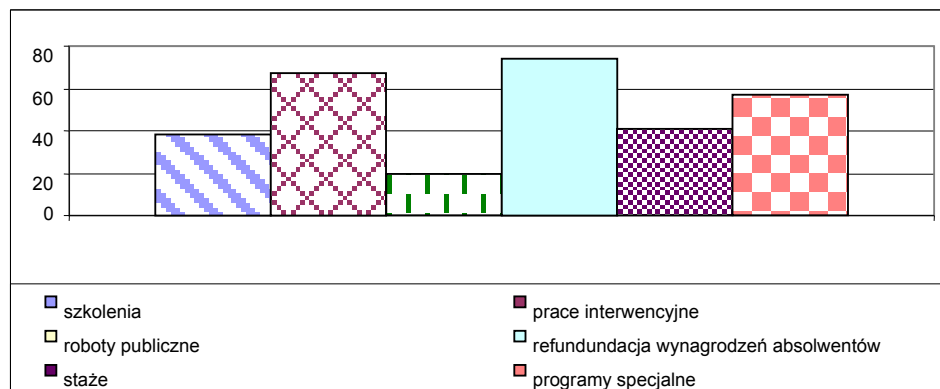 80
60
40
20
0
szkolenia
prace interwencyjne
roboty publiczne
refundundacja wynagrodzeń absolwentów
staże
programy specjalne